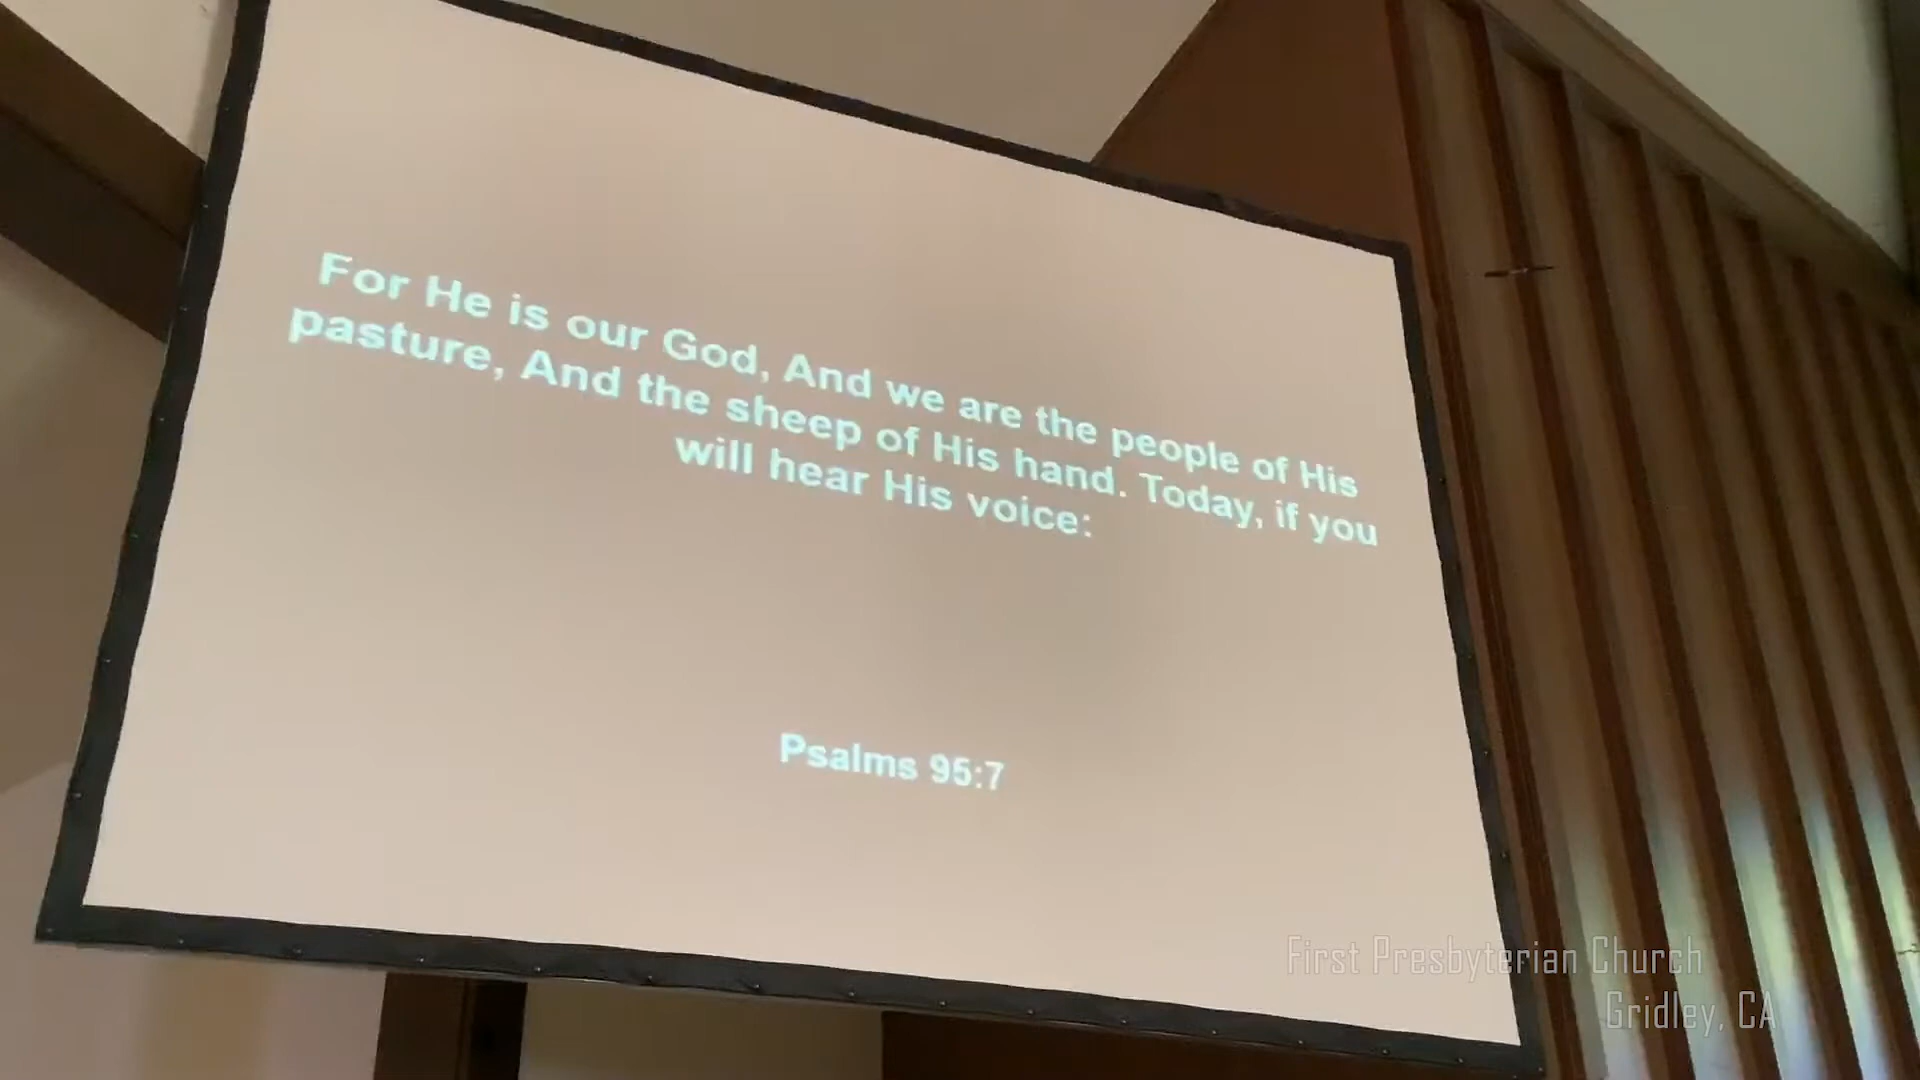 For He is our God, And we are the people of His
pasture, And the sheep of His hand. Today, if you
will hear His voice:
Psalms 95:7
First Presbyterian Church
Gridley, CA